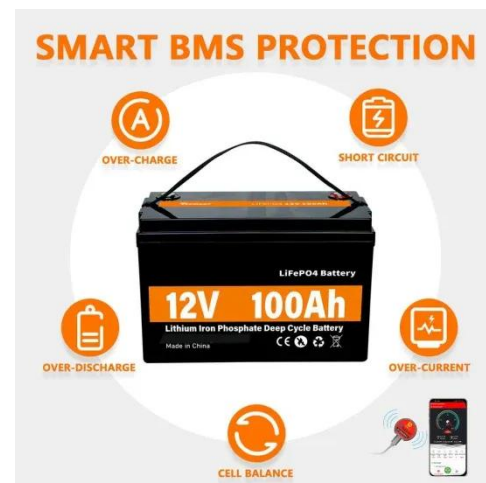 SMART BMS PROTECTION
OVER-CHARGE
SHORT CIRCUIT
LiFePO4 Battery
12V 100Ah
Lithium Iron Phosphate Deep Cycle Battery
Made in China
CE
OVER-DISCHARGE
OVER-CURRENT
CELL BALANCE